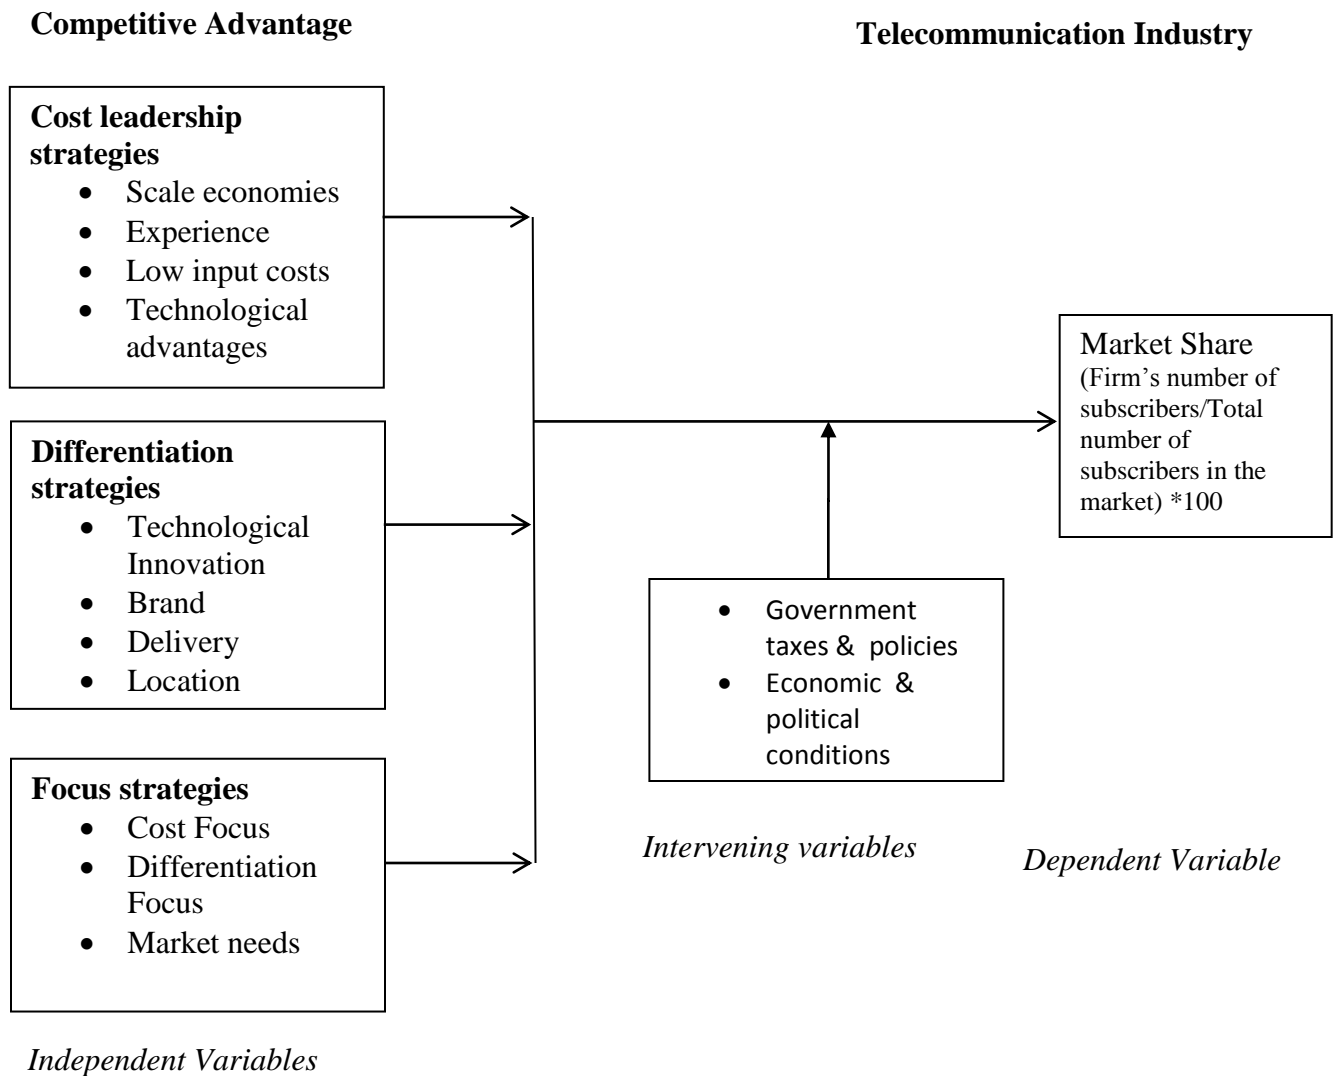 Competitive Advantage
Telecommunication Industry
Cost leadership
strategies
• Scale economies
• Experience
• Low input costs
• Technological
advantages
Differentiation
strategies
• Technological
Innovation
• Brand
• Delivery
• Location
Focus strategies
• Cost Focus
• Differentiation
Focus
• Market needs
Independent Variables
• Government
taxes & policies
• Economic &
political
conditions
Intervening variables
Market Share
(Firm’s number of
subscribers/Total
number of
subscribers in the
market) *100
Dependent Variable